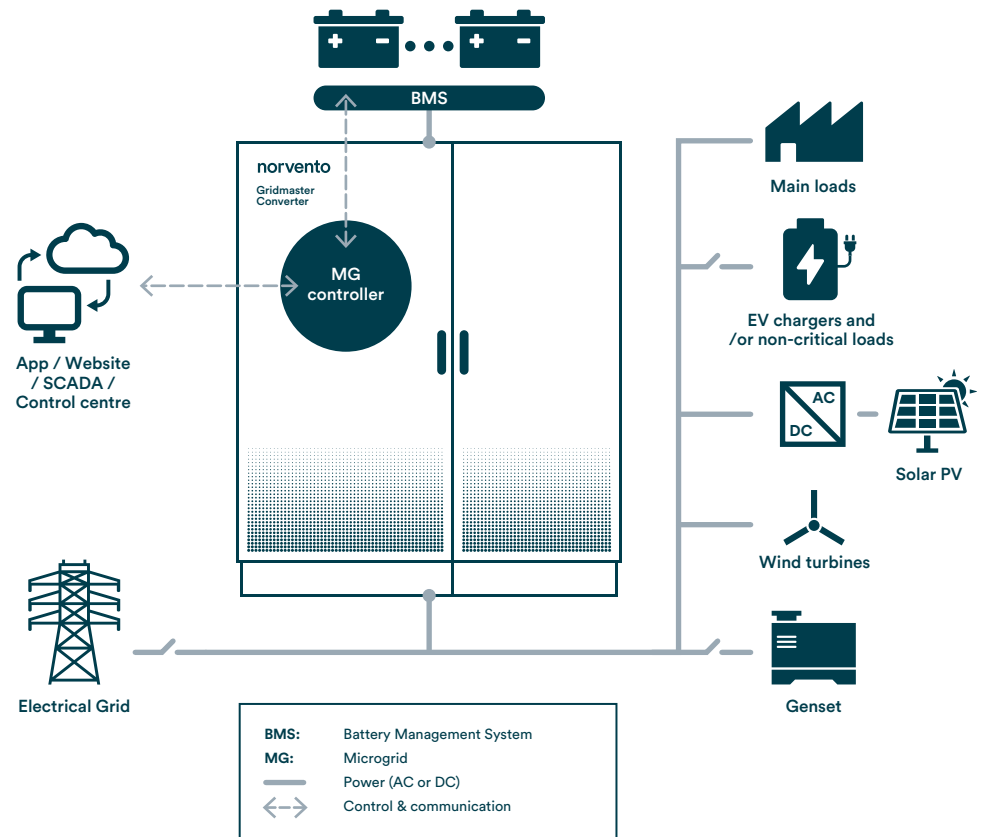 BMS
norvento
Gridmaster
Converter
MG
controller
App / Website
/ SCADA /
Control centre
Main loads
EV chargers and
/or non-critical loads
AC
DC
Solar PV
Wind turbines
Electrical Grid
Genset
BMS: Battery Management System
MG: Microgrid
Power (AC or DC)
Control & communication